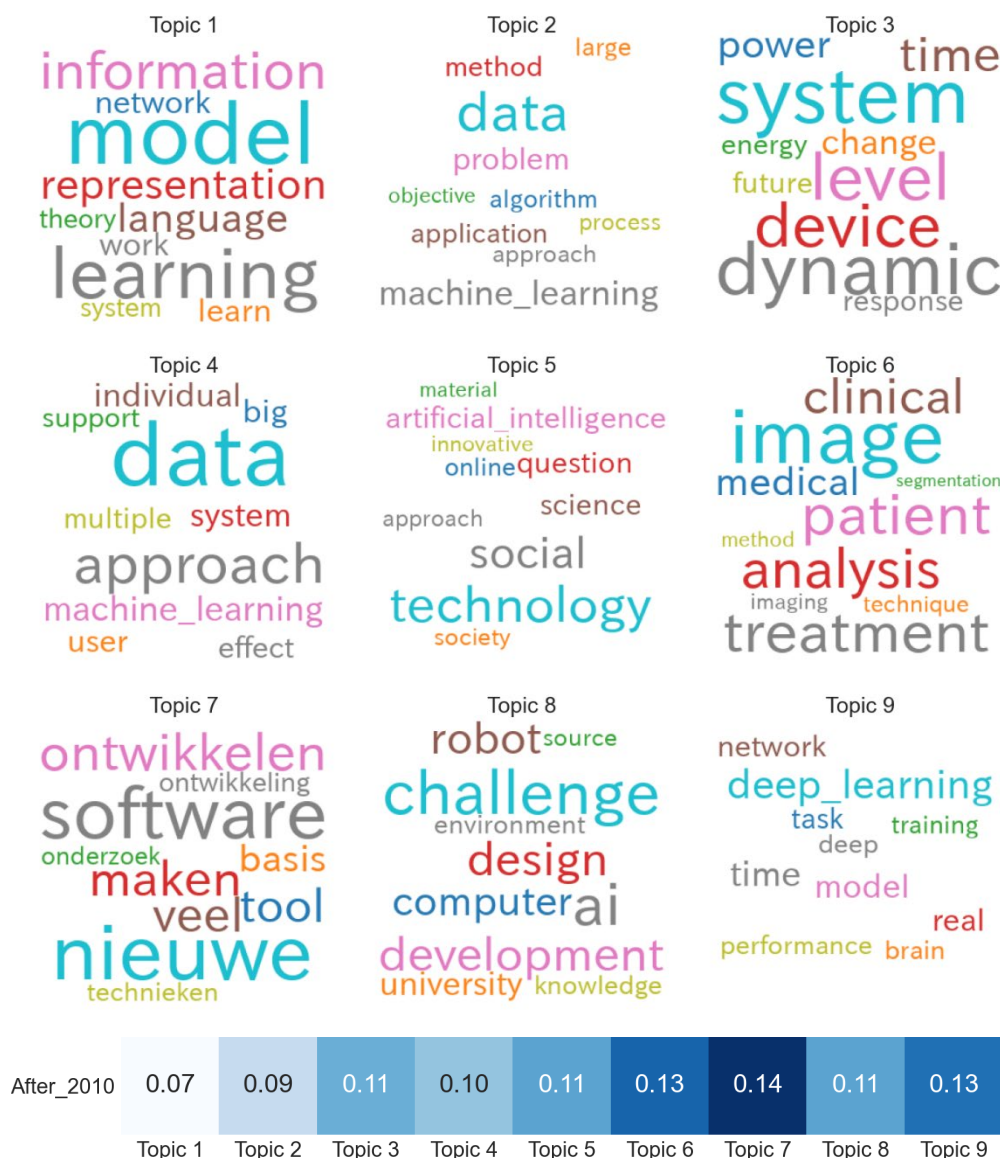 Topic 1
information
network
model
representation
theory language
work
learning
system learn
Topic 2
large
method
data
problem
objective algorithm
process
application
approach
machine_learning
Topic 3
power time
system
energy change
future level
device
dynamic
response
Topic 4
individual
support big
data
multiple system
approach
machine_learning
user effect
Topic 5
material
artificial_intelligence
innovative
online question
science
approach
social
technology
society
Topic 6
clinical
image
medical segmentation
patient
method
analysis
imaging technique
treatment
Topic 7
ontwikkelen
ontwikkeling
software
onderzoek basis
maken
veel tool
nieuwe
technieken
Topic 8
robot source
challenge
environment
design
computer ai
development
university knowledge
Topic 9
network
deep_learning
task training
deep
time model
real
performance brain
After_2010 0.07 0.09 0.11 0.10 0.11 0.13 0.14 0.11 0.13
Topic 1 Topic 2 Topic 3 Topic 4 Topic 5 Topic 6 Topic 7 Topic 8 Topic 9